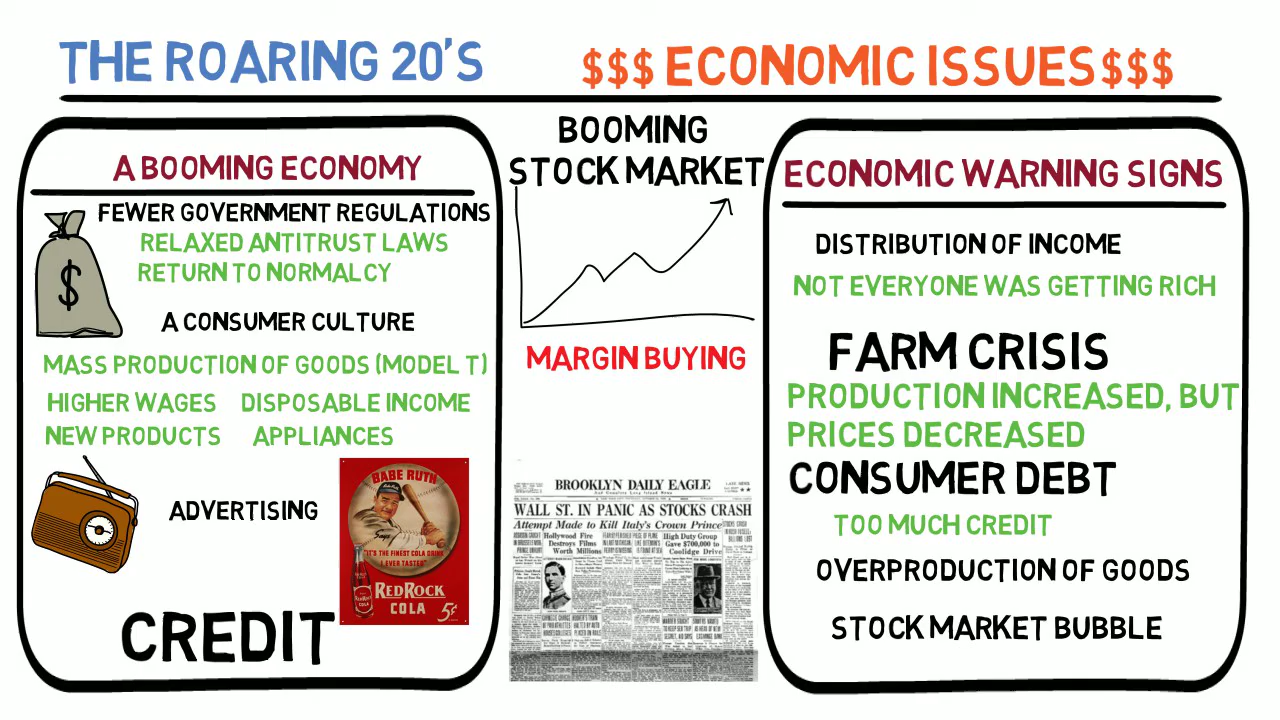 THE ROARING 20'S
$$$ ECONOMIC ISSUES $$$
A BOOMING ECONOMY
FEWER GOVERNMENT REGULATIONS
RELAXED ANTITRUST LAWS
RETURN TO NORMALCY
$
A CONSUMER CULTURE
MASS PRODUCTION OF GOODS (MODEL T)
HIGHER WAGES DISPOSABLE INCOME
NEW PRODUCTS APPLIANCES
ADVERTISING
BABE RUTH
Says
"IT'S THE FINEST COLA DRINK
I EVER TASTED"
RED ROCK
COLA 5¢
CREDIT
BOOMING
STOCK MARKET
MARGIN BUYING
BROOKLYN DAILY EAGLE
WALL ST. IN PANIC AS STOCKS CRASH
Attempt Made to Kill Italy's Crown Prince
Hollywood Fire
Destroys Films
Worth Millions
High Duty Group
Gave $700,000 to
Coolidge Drive
ECONOMIC WARNING SIGNS
DISTRIBUTION OF INCOME
NOT EVERYONE WAS GETTING RICH
FARM CRISIS
PRODUCTION INCREASED, BUT
PRICES DECREASED
CONSUMER DEBT
TOO MUCH CREDIT
OVERPRODUCTION OF GOODS
STOCK MARKET BUBBLE